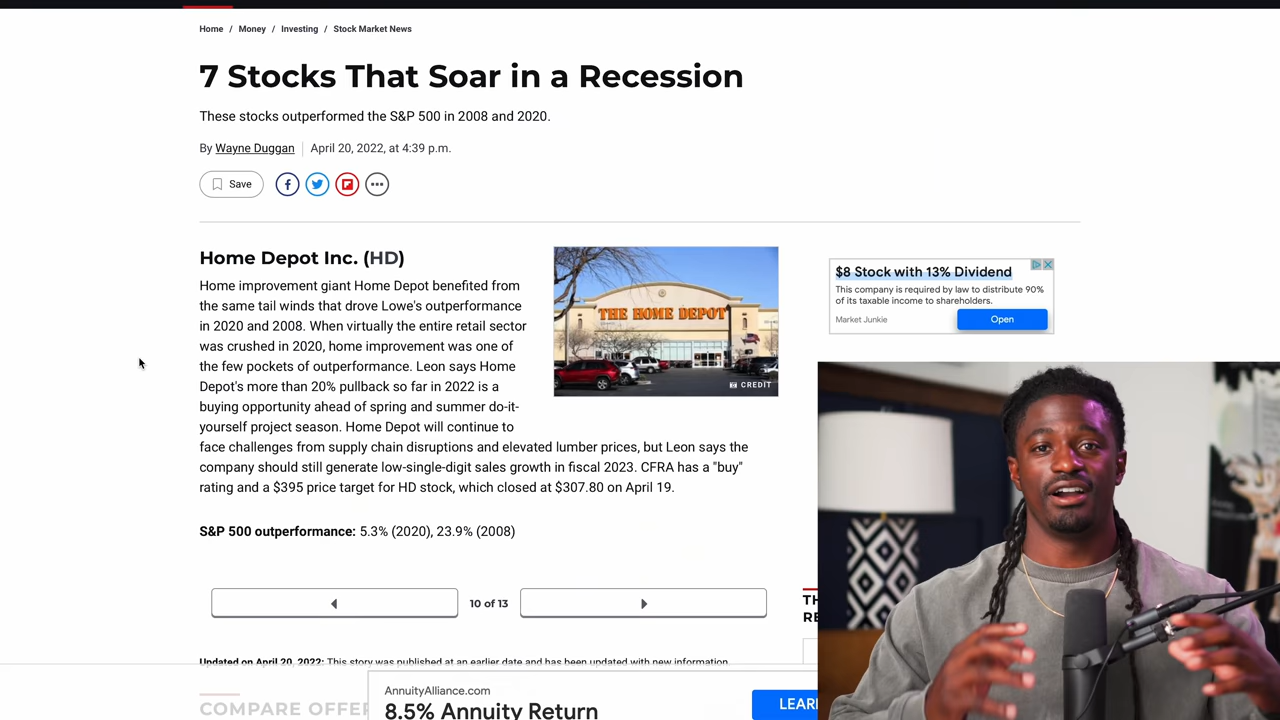 Home / Money / Investing / Stock Market News
7 Stocks That Soar in a Recession
These stocks outperformed the S&P 500 in 2008 and 2020.
By Wayne Duggan April 20, 2022, at 4:39 p.m.
Save
Home Depot Inc. (HD)
Home improvement giant Home Depot benefited from
the same tail winds that drove Lowe's outperformance
in 2020 and 2008. When virtually the entire retail sector
was crushed in 2020, home improvement was one of
the few pockets of outperformance. Leon says Home
Depot's more than 20% pullback so far in 2022 is a
buying opportunity ahead of spring and summer do-it-
yourself project season. Home Depot will continue to
face challenges from supply chain disruptions and elevated lumber prices, but Leon says the
company should still generate low-single-digit sales growth in fiscal 2023. CFRA has a "buy"
rating and a $395 price target for HD stock, which closed at $307.80 on April 19.
THE HOME DEPOT
CREDIT
$8 Stock with 13% Dividend
This company is required by law to distribute 90%
of its taxable income to shareholders.
Market Junkie
Open
S&P 500 outperformance: 5.3% (2020), 23.9% (2008)
10 of 13
Updated on April 20, 2022: This story was published at an earlier date and has been updated with new information.
COMPARE OFFE
AnnuityAlliance.com
8.5% Annuity Return
LEAR